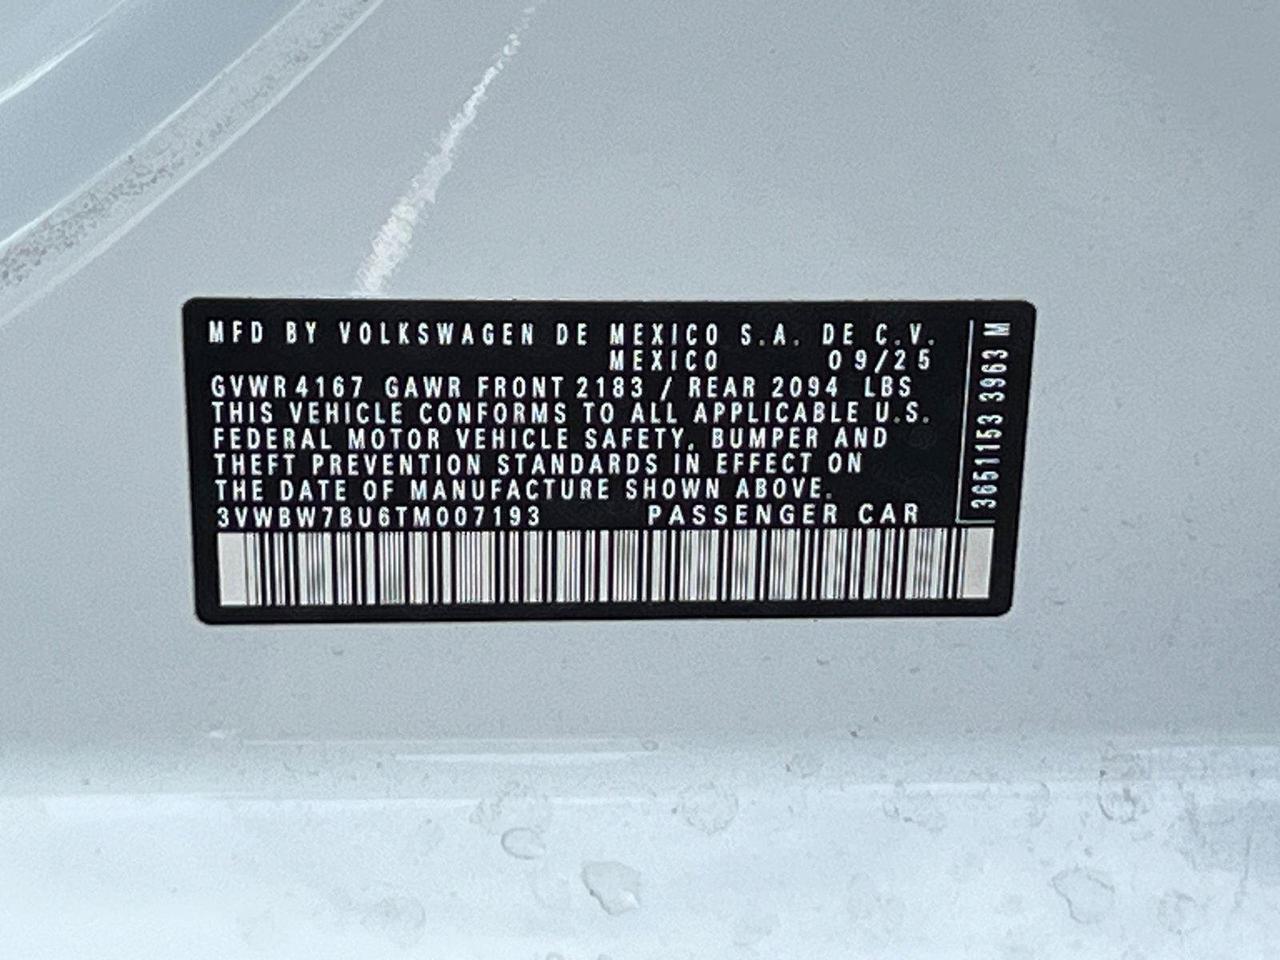 MFD BY VOLKSWAGEN DE MEXICO S.A. DE C.V.
MEXICO 09/25
GVWR 4167 GAWR FRONT 2183 / REAR 2094 LBS
THIS VEHICLE CONFORMS TO ALL APPLICABLE U.S.
FEDERAL MOTOR VEHICLE SAFETY, BUMPER AND
THEFT PREVENTION STANDARDS IN EFFECT ON
THE DATE OF MANUFACTURE SHOWN ABOVE.
3VWBW7BU6TM007193 PASSENGER CAR
3651153 3963 M